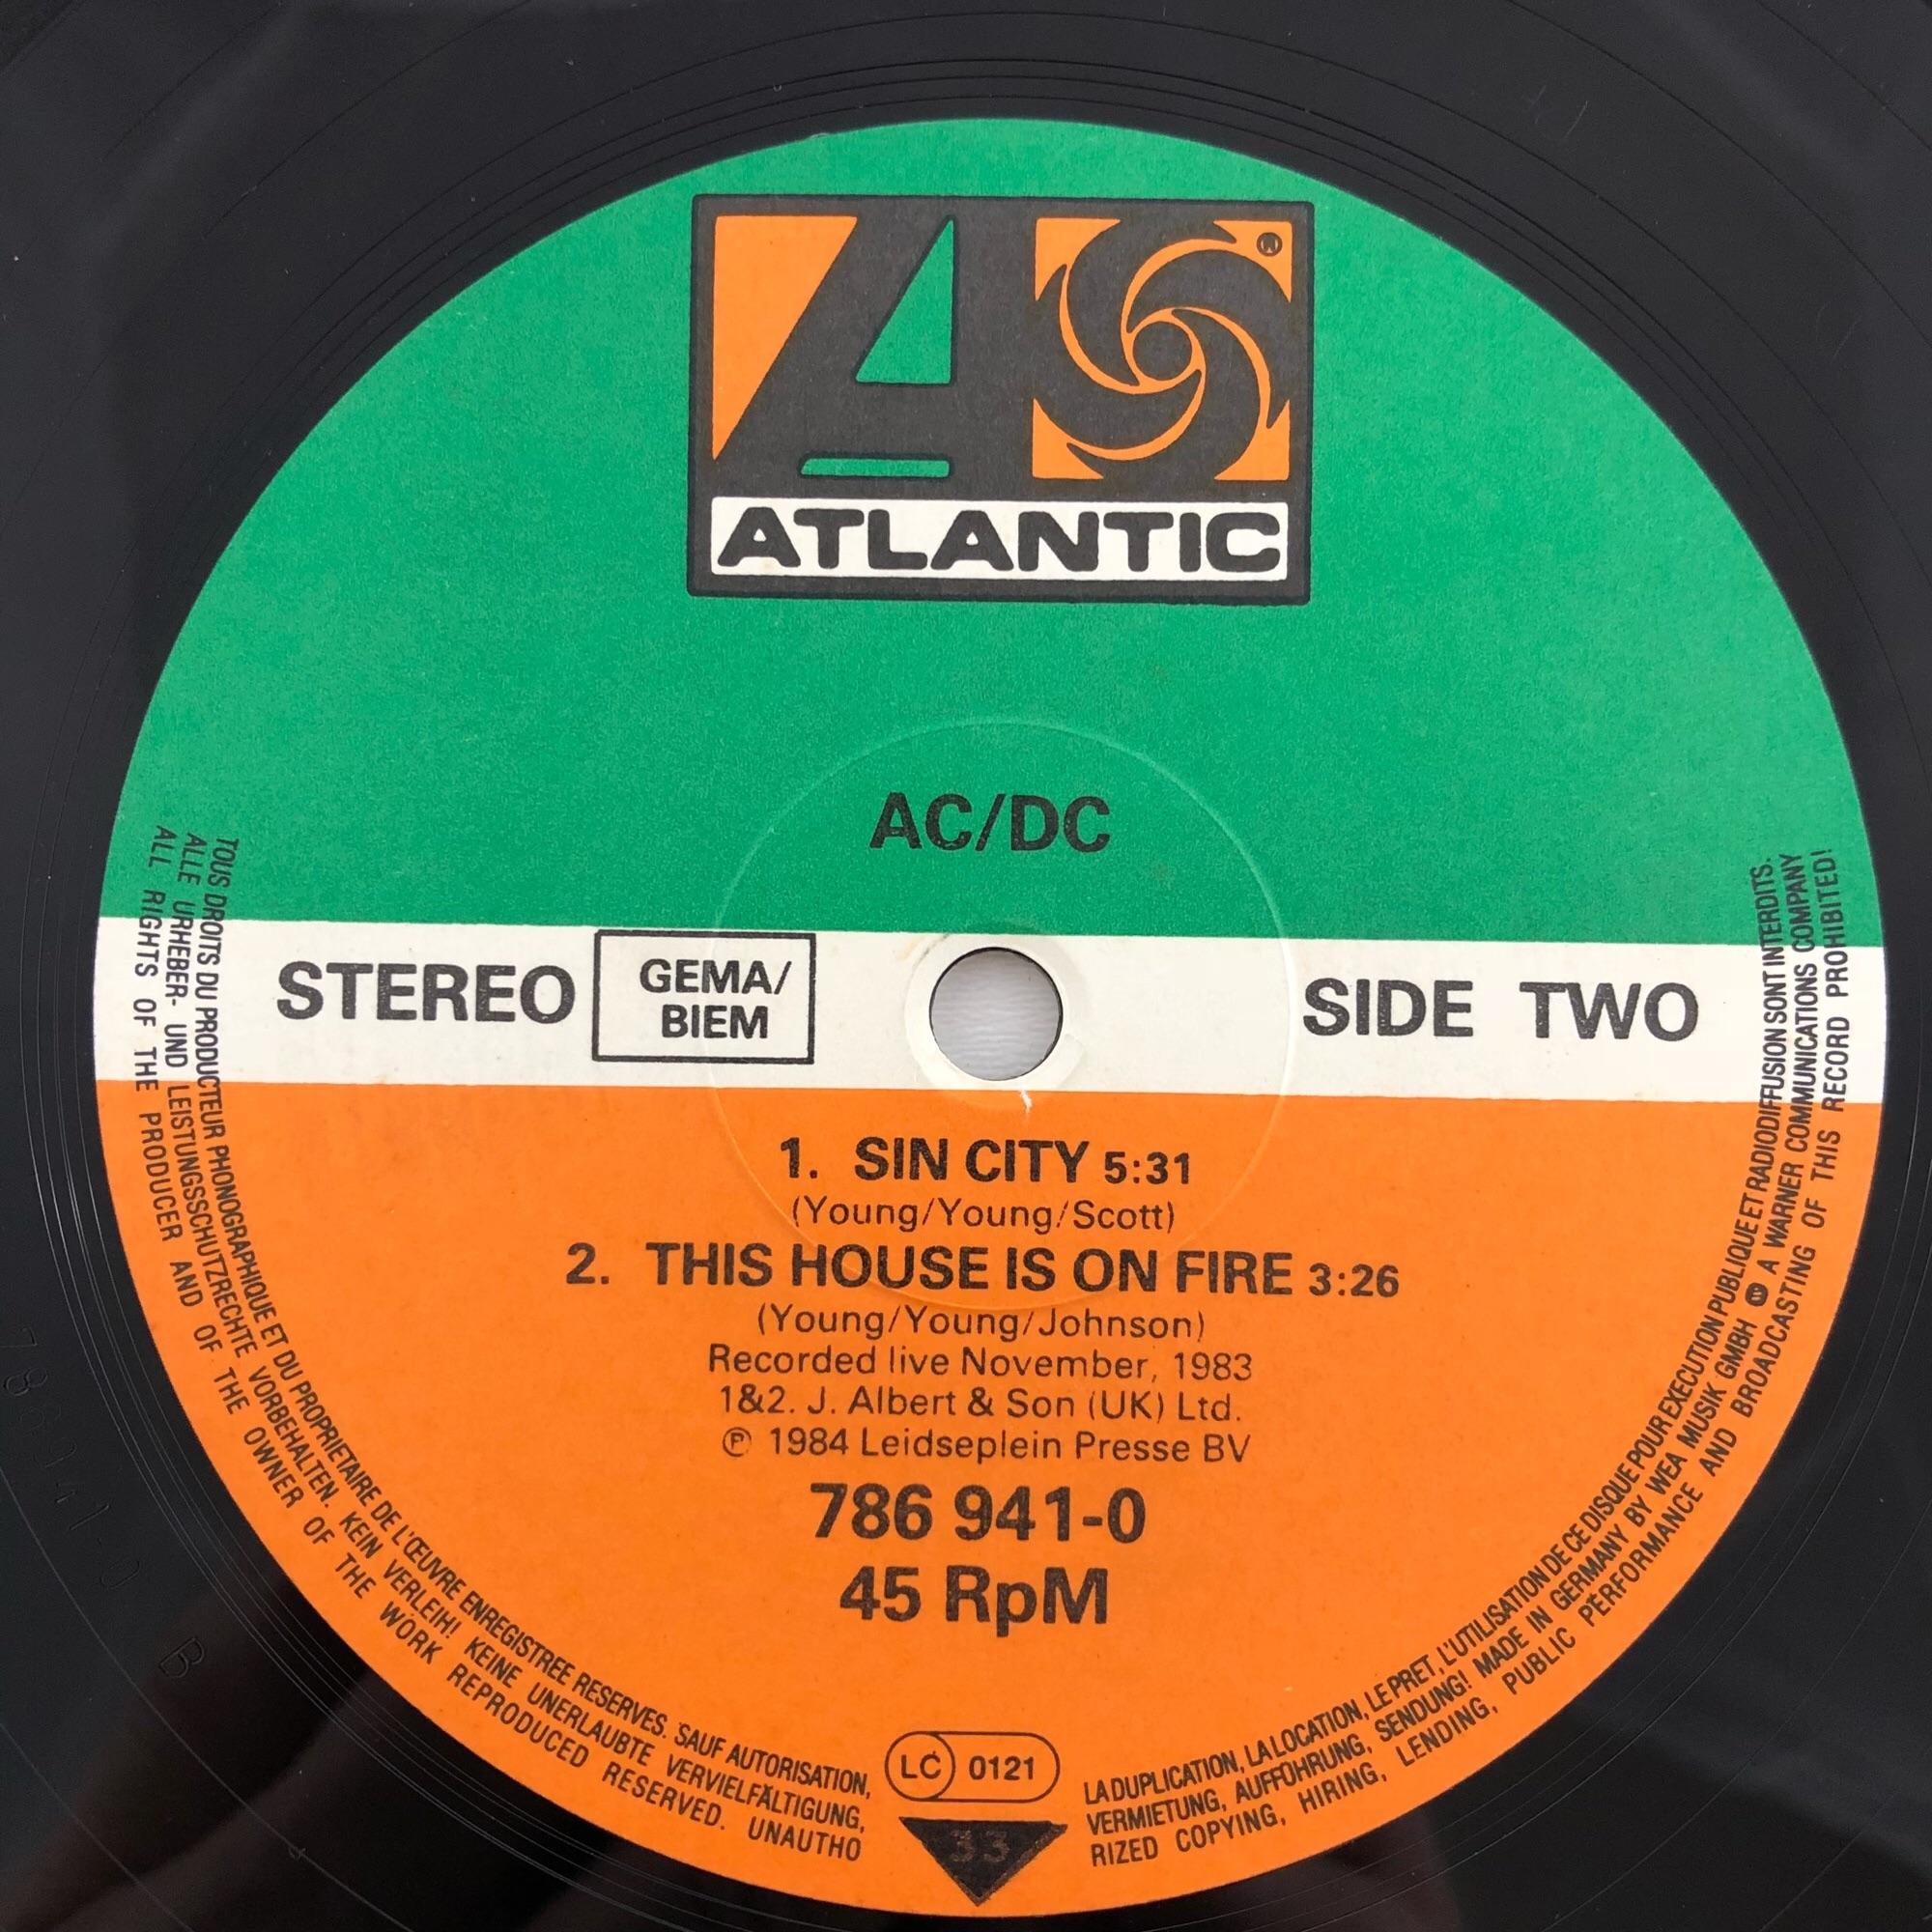 ATLANTIC
AC/DC
STEREO
GEMA/
BIEM
SIDE TWO
1. SIN CITY 5:31
(Young/Young/Scott)
2. THIS HOUSE IS ON FIRE 3:26
(Young/Young/Johnson)
Recorded live November, 1983
1&2. J. Albert & Son (UK) Ltd.
℗ 1984 Leidseplein Presse BV
786 941-0
45 RpM
LC 0121
33
TOUS DROITS DU PRODUCTEUR PHONOGRAPHIQUE ET DU PROPRIETAIRE DE L'ŒUVRE ENREGISTREE RESERVES. SAUF AUTORISATION, LA DUPLICATION, LA LOCATION, LE PRET, L'UTILISATION DE CE DISQUE POUR EXECUTION PUBLIQUE ET RADIODIFFUSION SONT INTERDITS.
ALLE URHEBER- UND LEISTUNGSSCHUTZRECHTE VORBEHALTEN. KEIN VERLEIH! KEINE UNERLAUBTE VERVIELFÄLTIGUNG, VERMIETUNG, AUFFÜHRUNG, SENDUNG! MADE IN GERMANY BY WEA MUSIK GMBH A WARNER COMMUNICATIONS COMPANY
ALL RIGHTS OF THE PRODUCER AND OF THE OWNER OF THE WORK REPRODUCED RESERVED. UNAUTHORIZED COPYING, HIRING, LENDING, PUBLIC PERFORMANCE AND BROADCASTING OF THIS RECORD PROHIBITED!
B